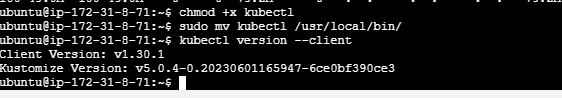 ubuntu@ip-172-31-8-71:~$ chmod +x kubectl
ubuntu@ip-172-31-8-71:~$ sudo mv kubectl /usr/local/bin/
ubuntu@ip-172-31-8-71:~$ kubectl version --client
Client Version: v1.30.1
Kustomize Version: v5.0.4-0.20230601165947-6ce0bf390ce3
ubuntu@ip-172-31-8-71:~$